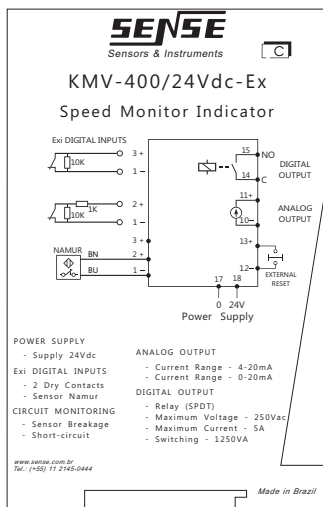 SENSE
Sensors & Instruments
C
KMV-400/24Vdc-Ex
Speed Monitor Indicator
Exi DIGITAL INPUTS
3 +
10K
1 −
1K
2 +
10K
1 −
3 +
NAMUR
BN
2 +
BU
1 −
15
NO
14
C
DIGITAL
OUTPUT
11+
10−
ANALOG
OUTPUT
13+
12−
EXTERNAL
RESET
17 18
0 24V
Power Supply
POWER SUPPLY
- Supply 24Vdc
Exi DIGITAL INPUTS
- 2 Dry Contacts
- Sensor Namur
CIRCUIT MONITORING
- Sensor Breakage
- Short-circuit
ANALOG OUTPUT
- Current Range - 4-20mA
- Current Range - 0-20mA
DIGITAL OUTPUT
- Relay (SPDT)
- Maximum Voltage - 250Vac
- Maximum Current - 5A
- Switching - 1250VA
www.sense.com.br
Tel.: (+55) 11 2145-0444
Made in Brazil